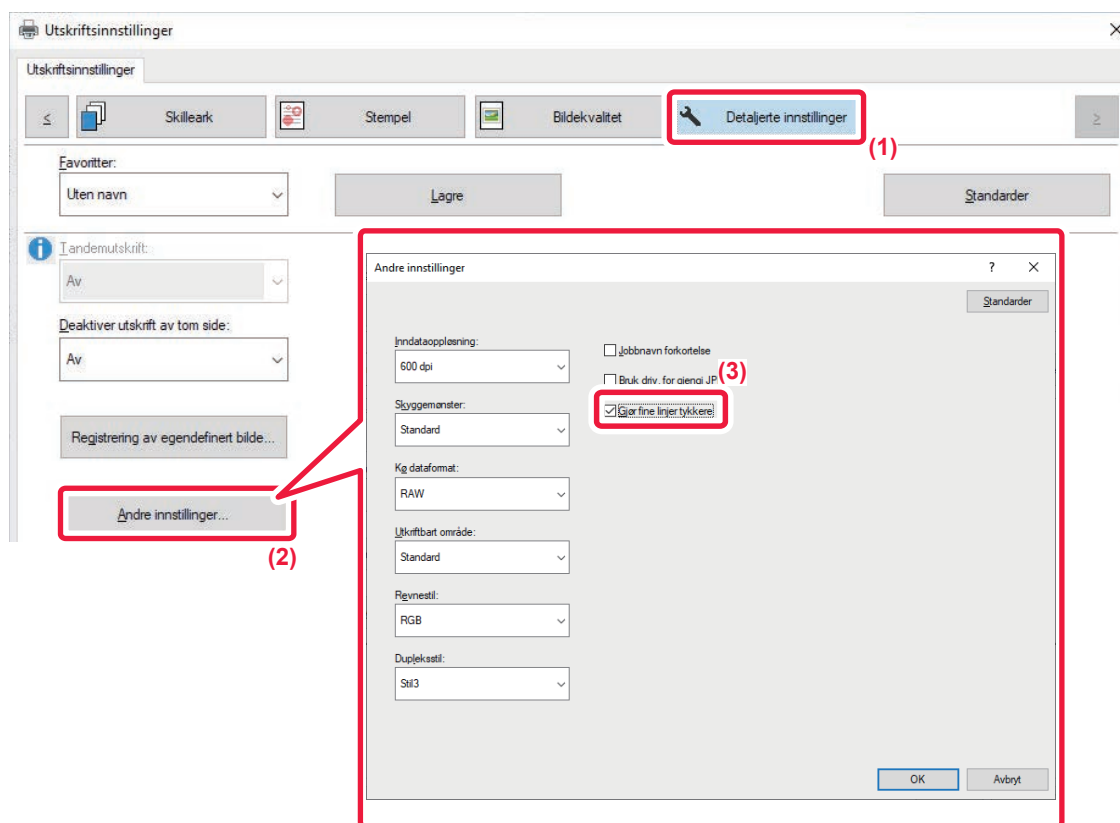 Utskriftsinnstillinger
Utskriftsinnstillinger
Skilleark
Stempel
Bildekvalitet
Detaljerte innstillinger
(1)
Favoritter:
Uten navn
Lagre
Standarder
Tandemutskrift:
Av
Deaktiver utskrift av tom side:
Av
Registrering av egendefinert bilde...
Andre innstillinger...
(2)
Andre innstillinger
?
Standarder
Inndataoppløsning:
600 dpi
Skyggemønster:
Standard
Kø dataformat:
RAW
Utkriftbart område:
Standard
Revnestil:
RGB
Dupleksstil:
Stil3
Jobbnavn forkortelse
Bruk driv. for gjengi JP
(3)
Gjør fine linjer tykkere
OK
Avbryt